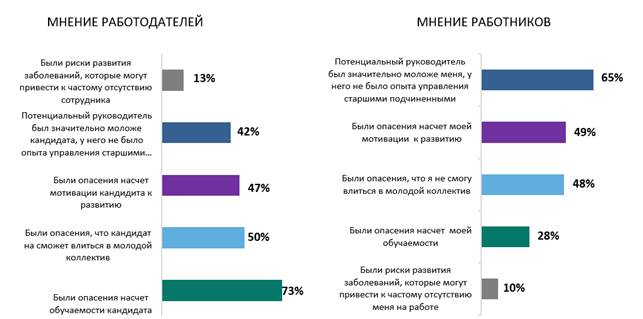 МНЕНИЕ РАБОТОДАТЕЛЕЙ
Были риски развития
заболеваний, которые могут
привести к частому отсутствию
сотрудника
13%
Потенциальный руководитель
был значительно моложе
кандидата, у него не было
опыта управления старшими...
42%
Были опасения насчет
мотивации кандидита к
развитию
47%
Были опасения, что кандидат
на сможет влиться в молодой
коллектив
50%
Были опасения насчет
обучаемости кандидата
73%
МНЕНИЕ РАБОТНИКОВ
Потенциальный руководитель
был значительно моложе меня, у
него не было опыта управления
старшими подчиненными
65%
Были опасения насчет моей
мотивации к развитию
49%
Были опасения, что я не смогу
влиться в молодой коллектив
48%
Были опасения насчет моей
обучаемости
28%
Были риски развития
заболеваний, которые могут
привести к частому отсутствию
меня на работе
10%